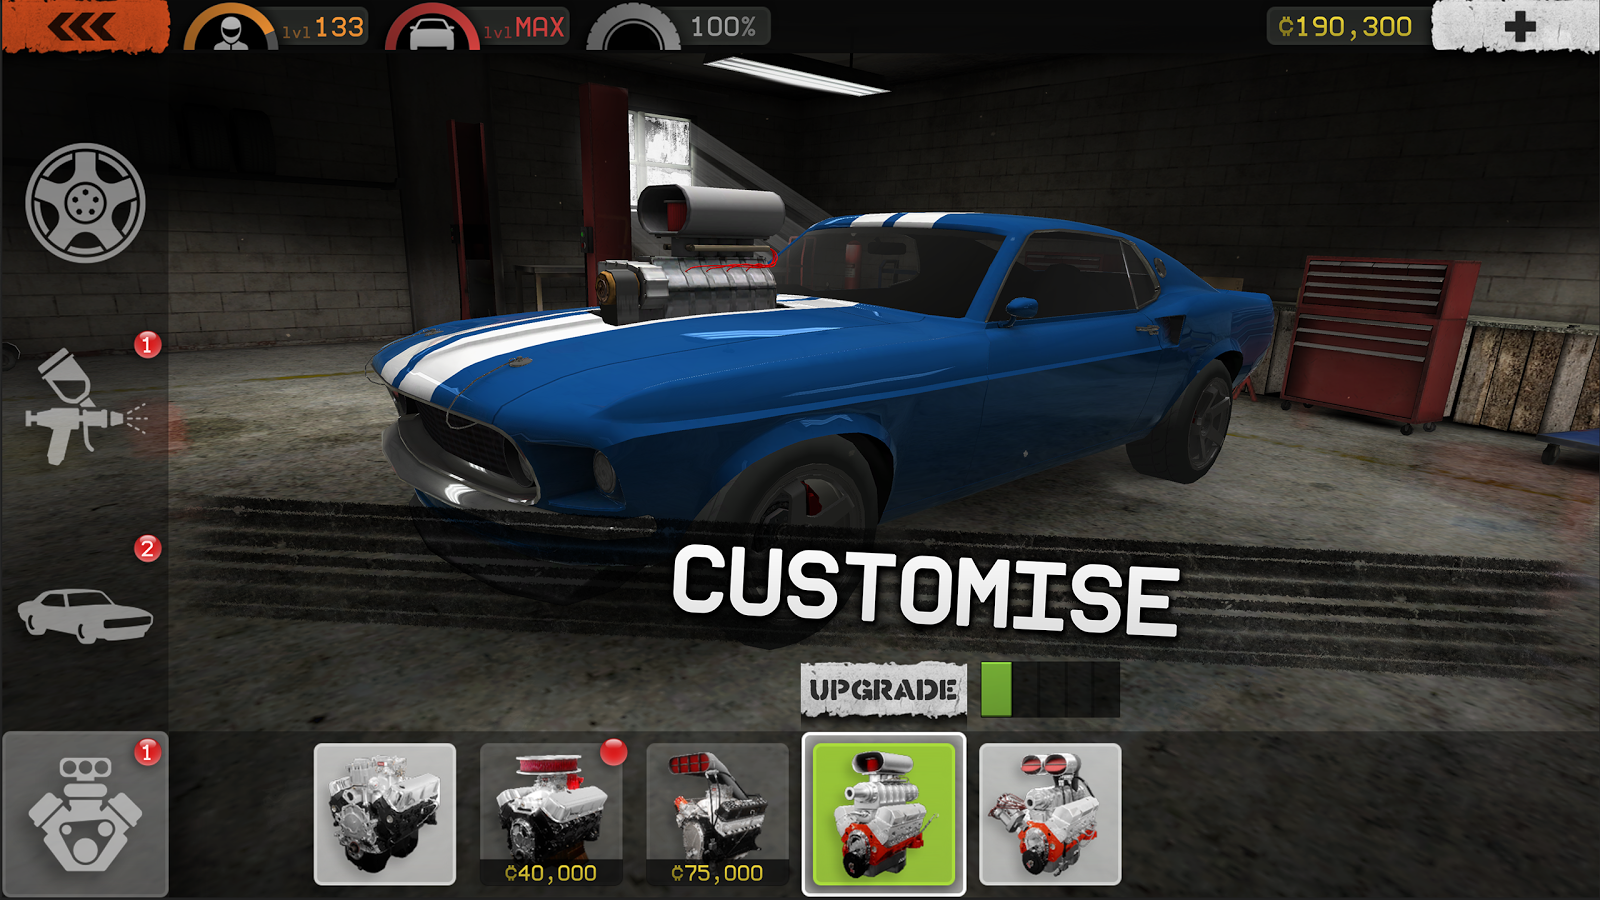 lvl 133
lvl MAX
100%
₵190,300
1
2
CUSTOMISE
UPGRADE
1
₵40,000
₵75,000